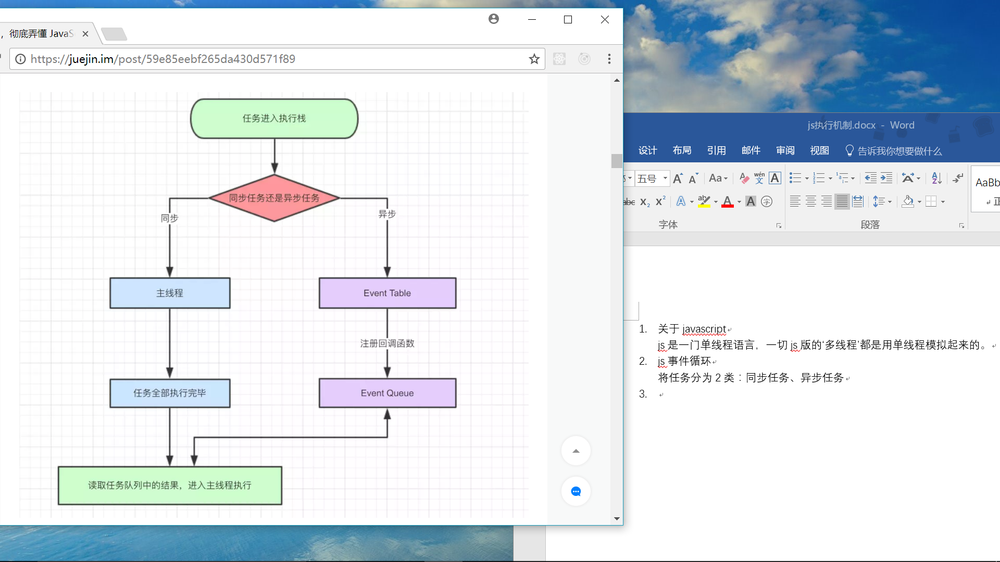 ，彻底弄懂 JavaS
https://juejin.im/post/59e85eebf265da430d571f89
任务进入执行栈
同步任务还是异步任务
同步
异步
主线程
Event Table
注册回调函数
任务全部执行完毕
Event Queue
读取任务队列中的结果，进入主线程执行
js执行机制.docx - Word
设计 布局 引用 邮件 审阅 视图 告诉我你想要做什么
五号 A A Aa wén 文 A
abc X₂ X² A ab A A 字
字体 段落
AaBb
正
1. 关于 javascript
js 是一门单线程语言，一切 js 版的‘多线程’都是用单线程模拟起来的。
2. js 事件循环
将任务分为 2 类：同步任务、异步任务
3.